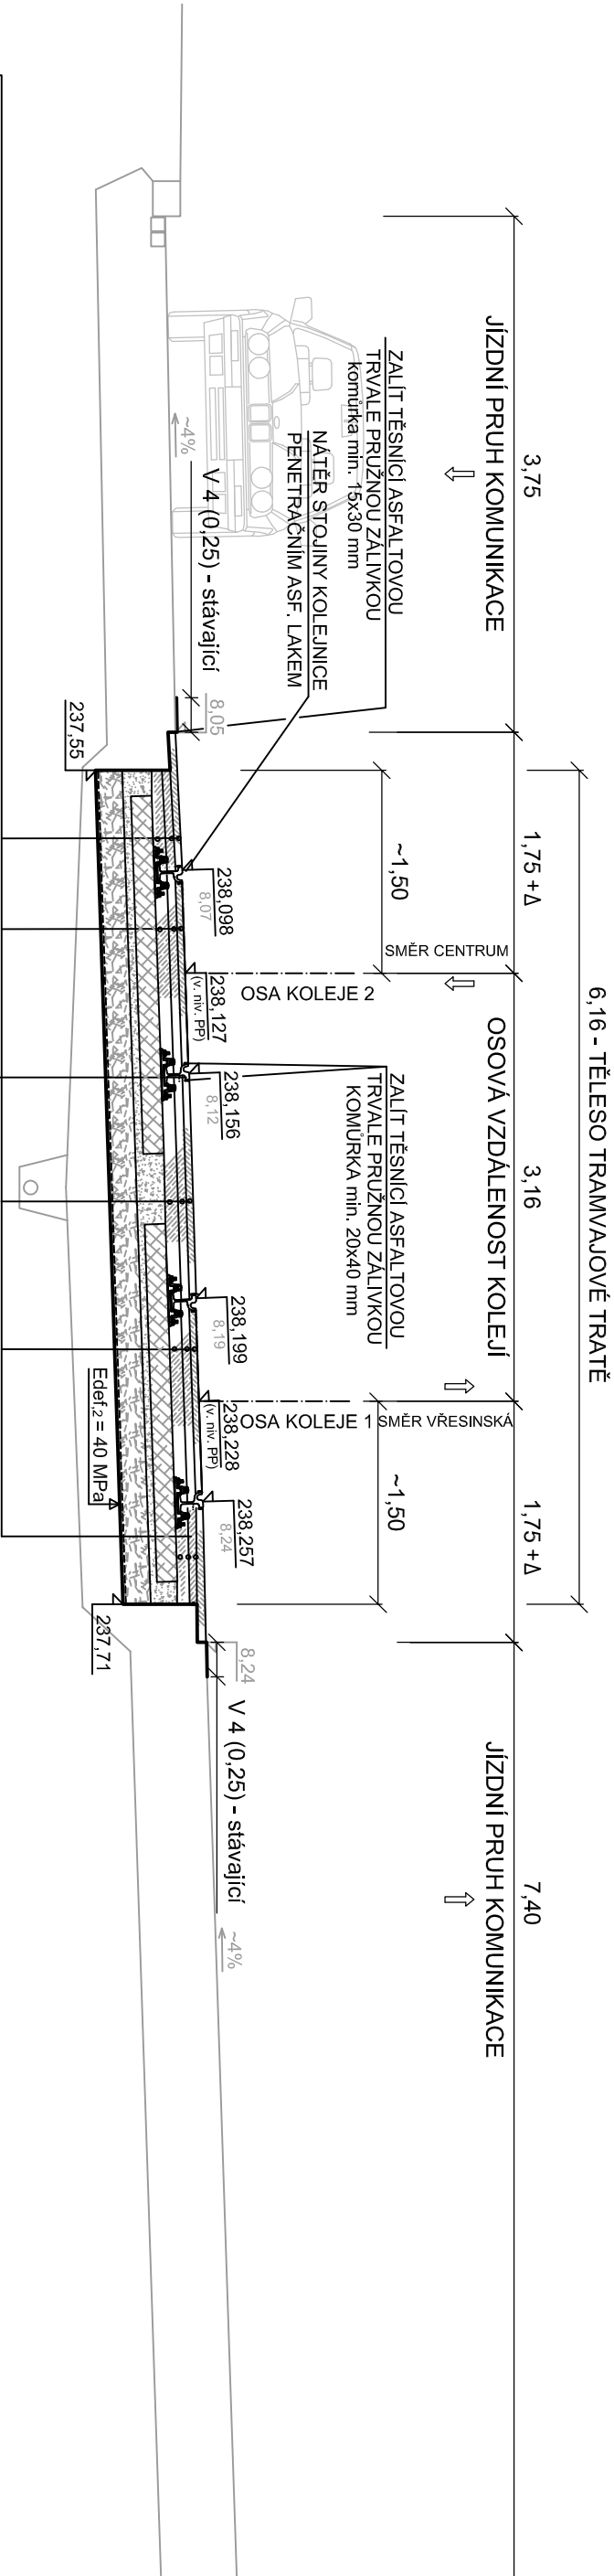 6,16 - TĚLESO TRAMVAJOVÉ TRATĚ
3,75
1,75 +Δ
3,16
1,75 +Δ
7,40
JÍZDNÍ PRUH KOMUNIKACE
OSOVÁ VZDÁLENOST KOLEJÍ
JÍZDNÍ PRUH KOMUNIKACE
SMĚR CENTRUM
SMĚR VŘESINSKÁ
~1,50
~1,50
ZALÍT TĚSNÍCÍ ASFALTOVOU
TRVALE PRUŽNOU ZÁLIVKOU
komůrka min. 15x30 mm
ZALÍT TĚSNÍCÍ ASFALTOVOU
TRVALE PRUŽNOU ZÁLIVKOU
KOMŮRKA min. 20x40 mm
NÁTĚR STOJINY KOLEJNICE
PENETRAČNÍM ASF. LAKEM
OSA KOLEJE 2
OSA KOLEJE 1
V 4 (0,25) - stávající
~4%
8,05
238,098
8,07
238,127
(v. niv. PP)
238,156
8,12
238,199
8,19
238,228
(v. niv. PP)
238,257
8,24
8,24
V 4 (0,25) - stávající
~4%
237,55
Edef,2 = 40 MPa
237,71